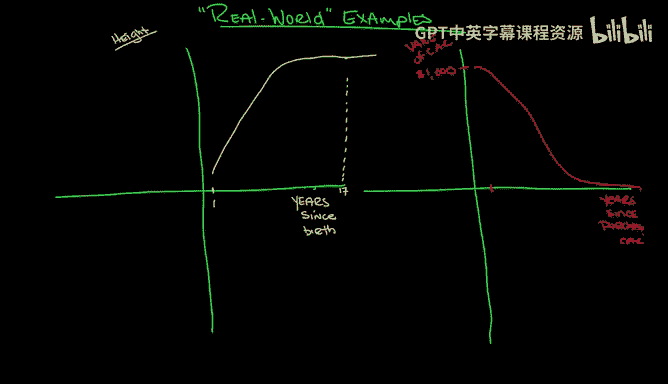 "REAL-WORLD" EXAMPLES
GPT中英字幕课程资源 bilibili
Height
VALUE
OF CAR
$1,000
1
17
YEARS
Since
birth
YEARS
SINCE
CAR